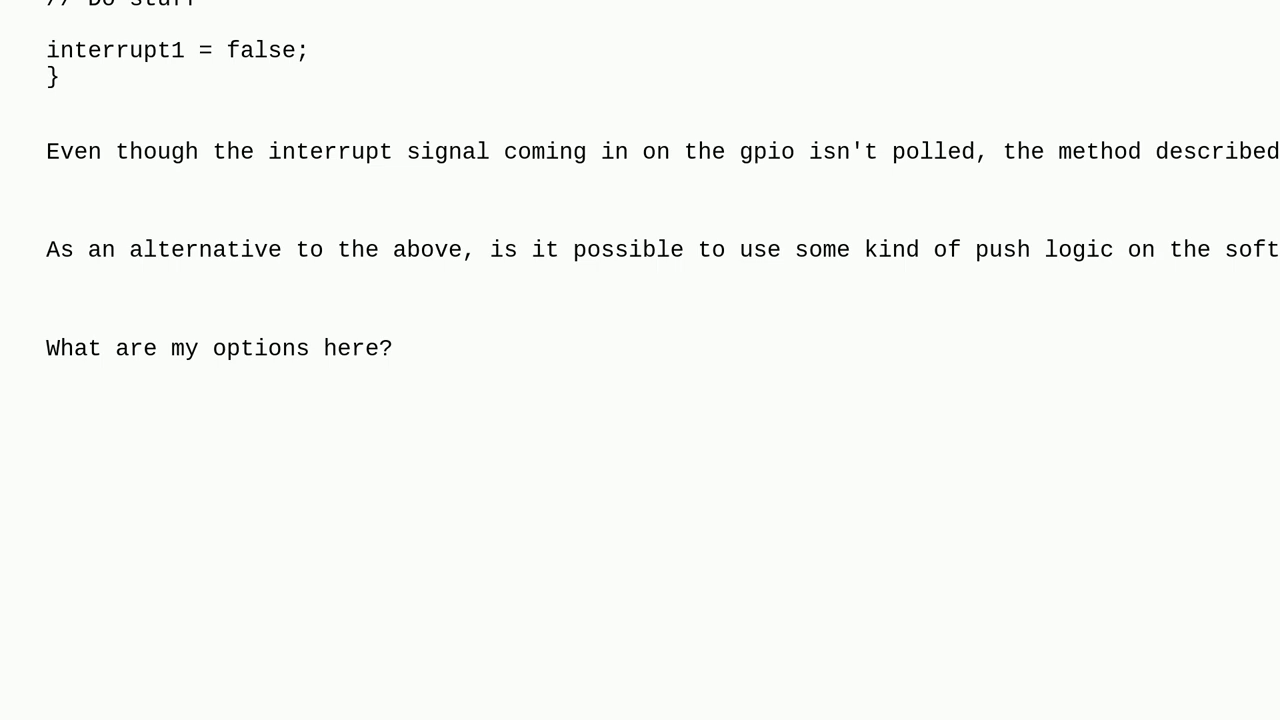 // Do stuff
interrupt1 = false;
}
Even though the interrupt signal coming in on the gpio isn't polled, the method described
As an alternative to the above, is it possible to use some kind of push logic on the soft
What are my options here?